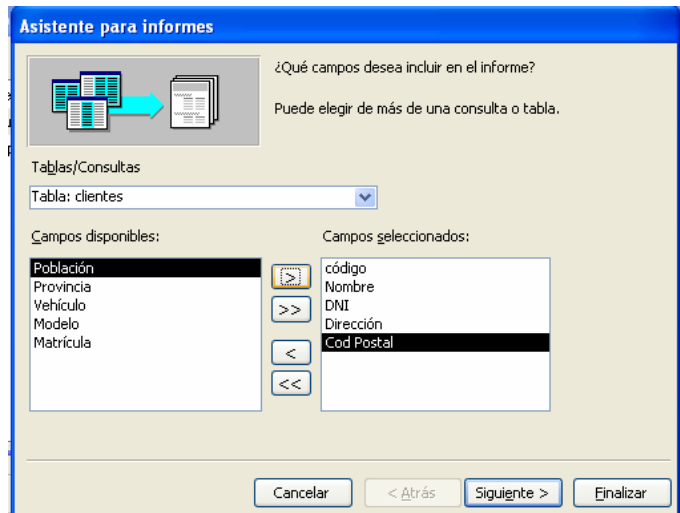 Asistente para informes
¿Qué campos desea incluir en el informe?
Puede elegir de más de una consulta o tabla.
Tablas/Consultas
Tabla: clientes
Campos disponibles:
Campos seleccionados:
Población
Provincia
Vehículo
Modelo
Matrícula
>
>>
<
<<
código
Nombre
DNI
Dirección
Cod Postal
Cancelar
< Atrás
Siguiente >
Finalizar